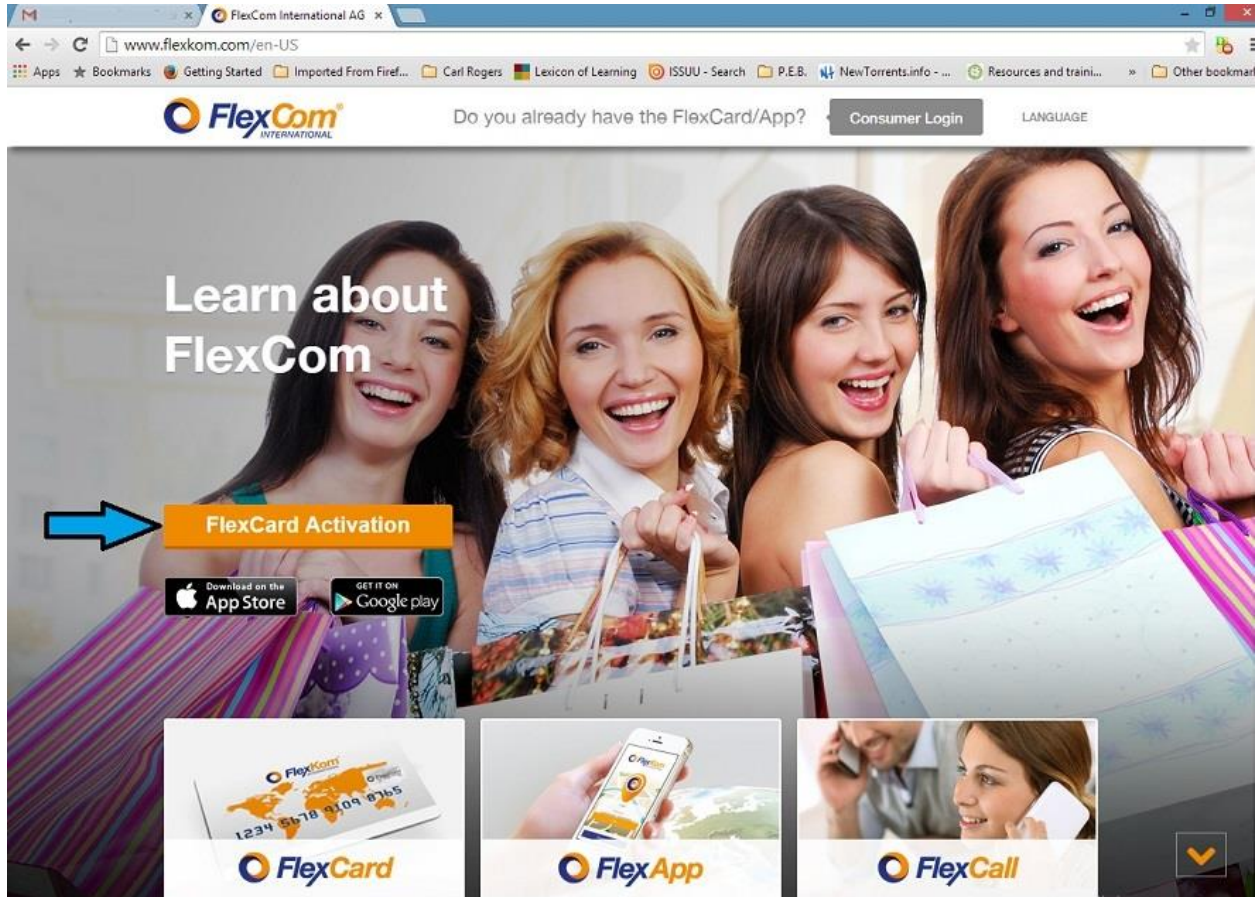 FlexCom International AG
www.flexkom.com/en-US
Apps Bookmarks Getting Started Imported From Firef... Carl Rogers Lexicon of Learning ISSUU - Search P.E.B. NewTorrents.info - ... Resources and traini... » Other bookmark
FlexCom® Do you already have the FlexCard/App? Consumer Login LANGUAGE
INTERNATIONAL
Learn about
FlexCom
FlexCard Activation
Download on the GET IT ON
App Store Google play
FlexKom
FlexCom
1234 5678 9109 8765
FlexCard FlexApp FlexCall